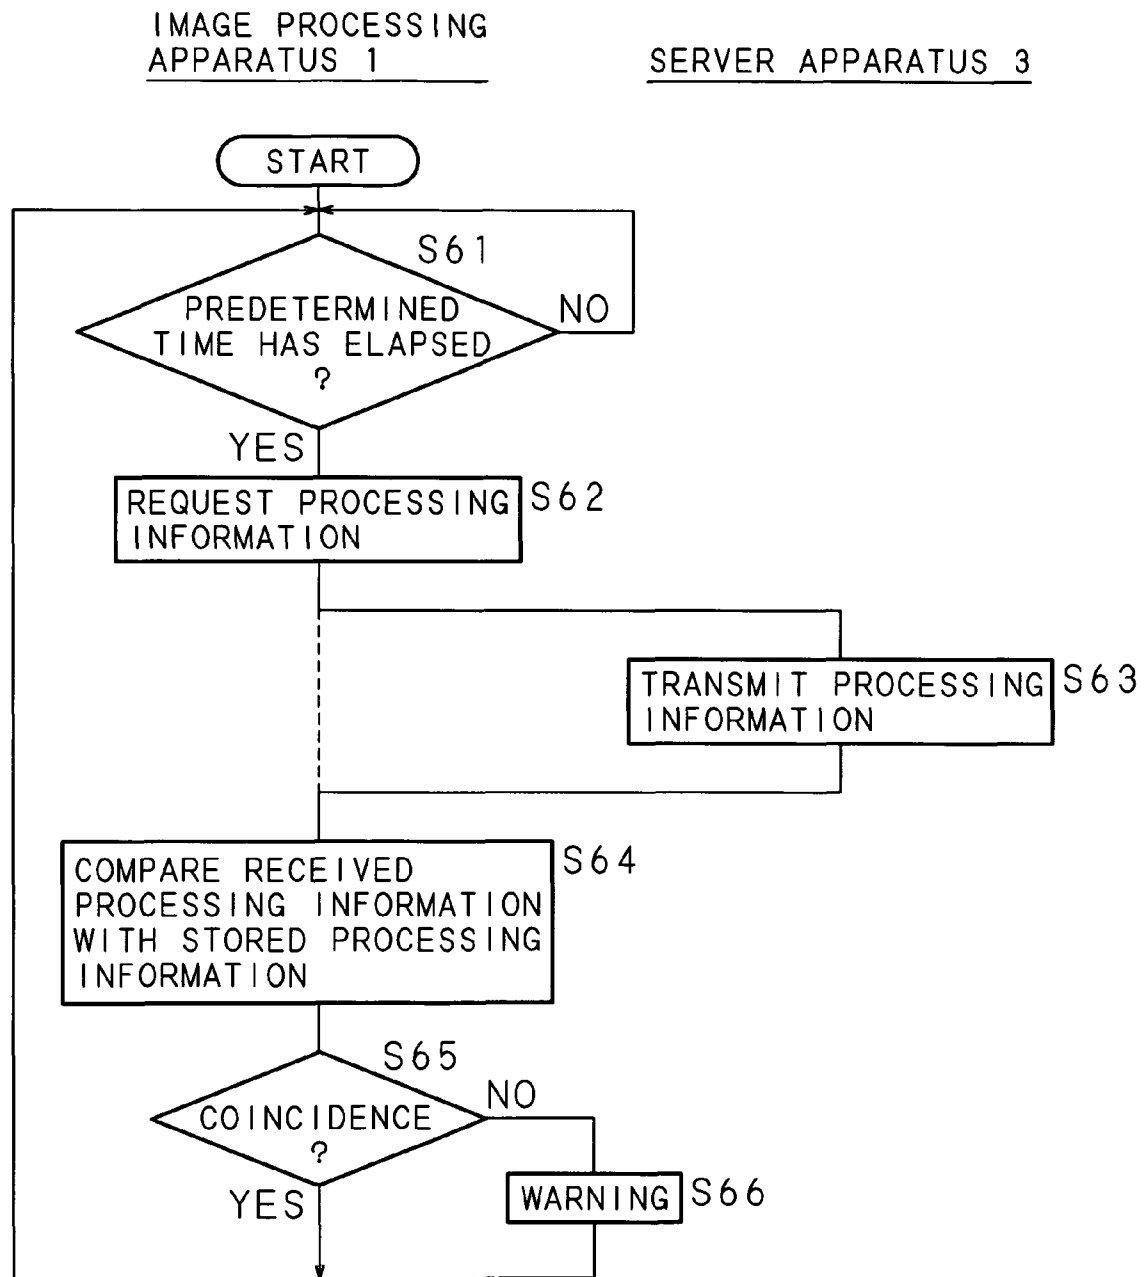 IMAGE PROCESSING
APPARATUS 1
SERVER APPARATUS 3
START
S61
PREDETERMINED
TIME HAS ELAPSED
?
NO
YES
REQUEST PROCESSING
INFORMATION
S62
TRANSMIT PROCESSING
INFORMATION
S63
COMPARE RECEIVED
PROCESSING INFORMATION
WITH STORED PROCESSING
INFORMATION
S64
S65
COINCIDENCE
?
NO
YES
WARNING
S66